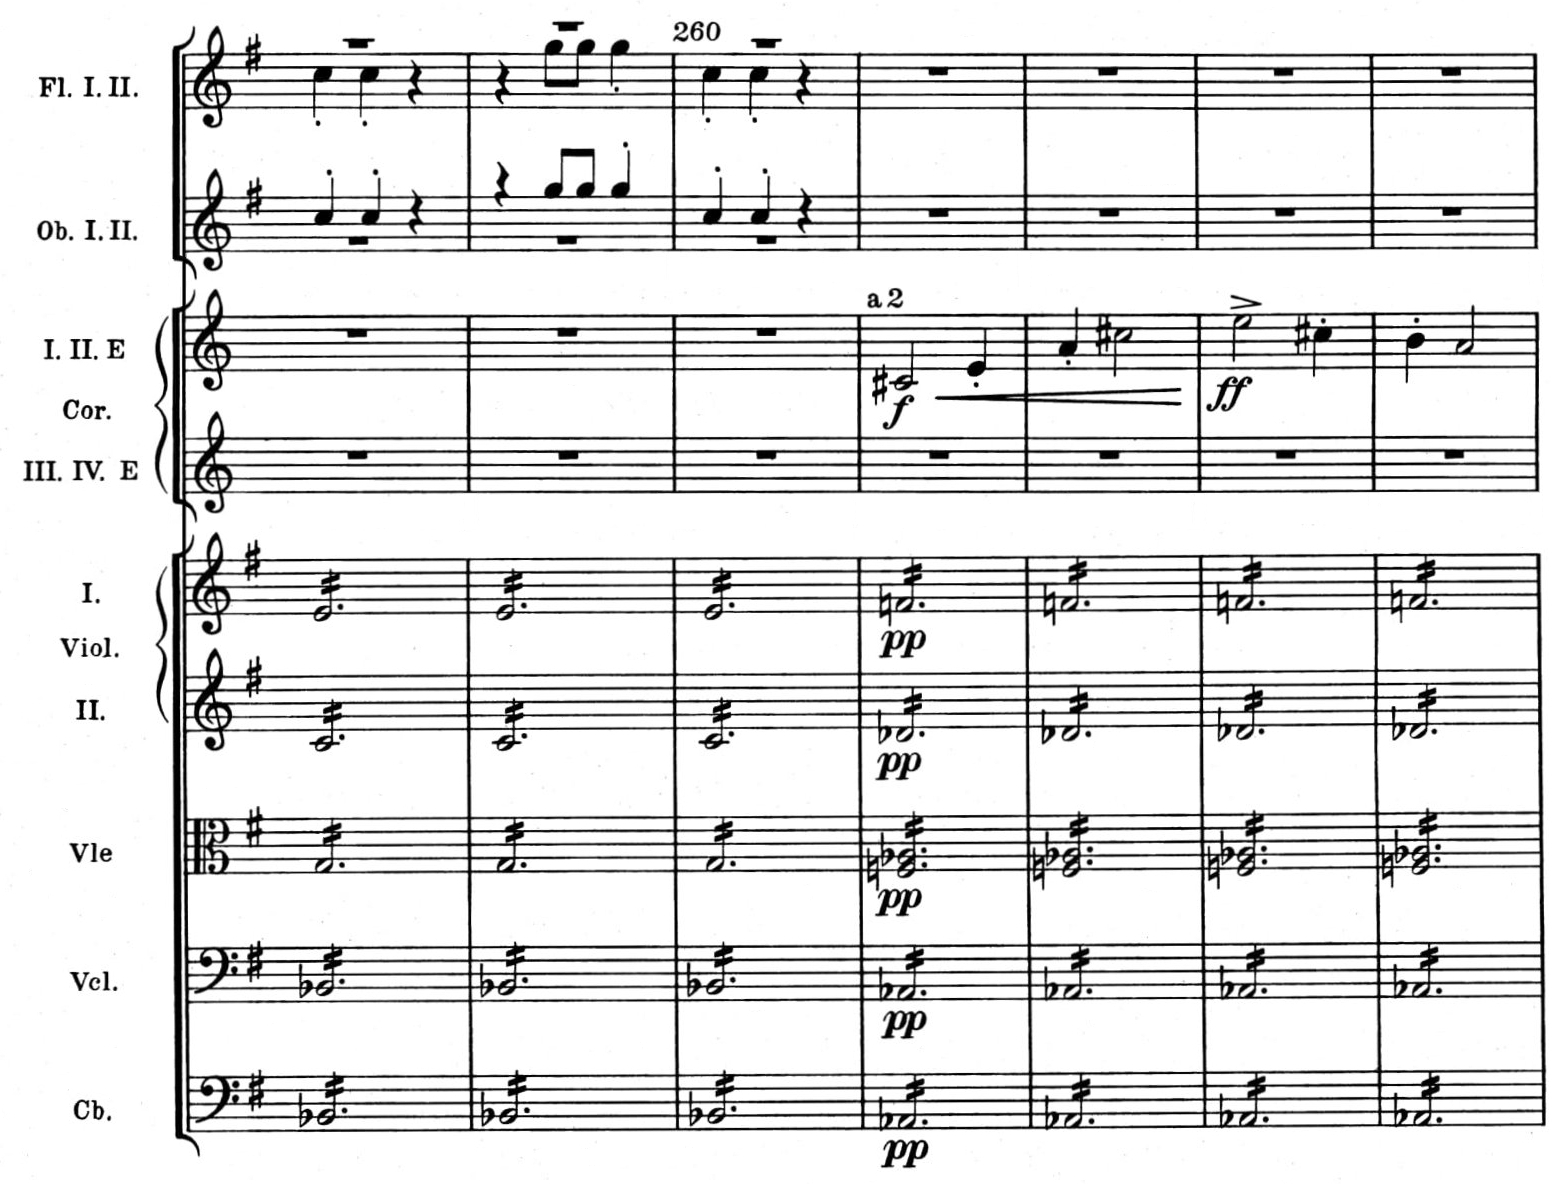 260
Fl. I. II.
Ob. I. II.
a 2
I. II. E
f
ff
Cor.
III. IV. E
I.
pp
Viol.
II.
pp
Vle
pp
Vcl.
pp
Cb.
pp